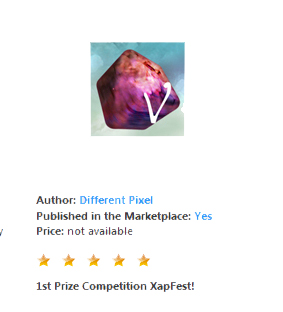 V
Author: Different Pixel
Published in the Marketplace: Yes
y Price: not available
1st Prize Competition XapFest!